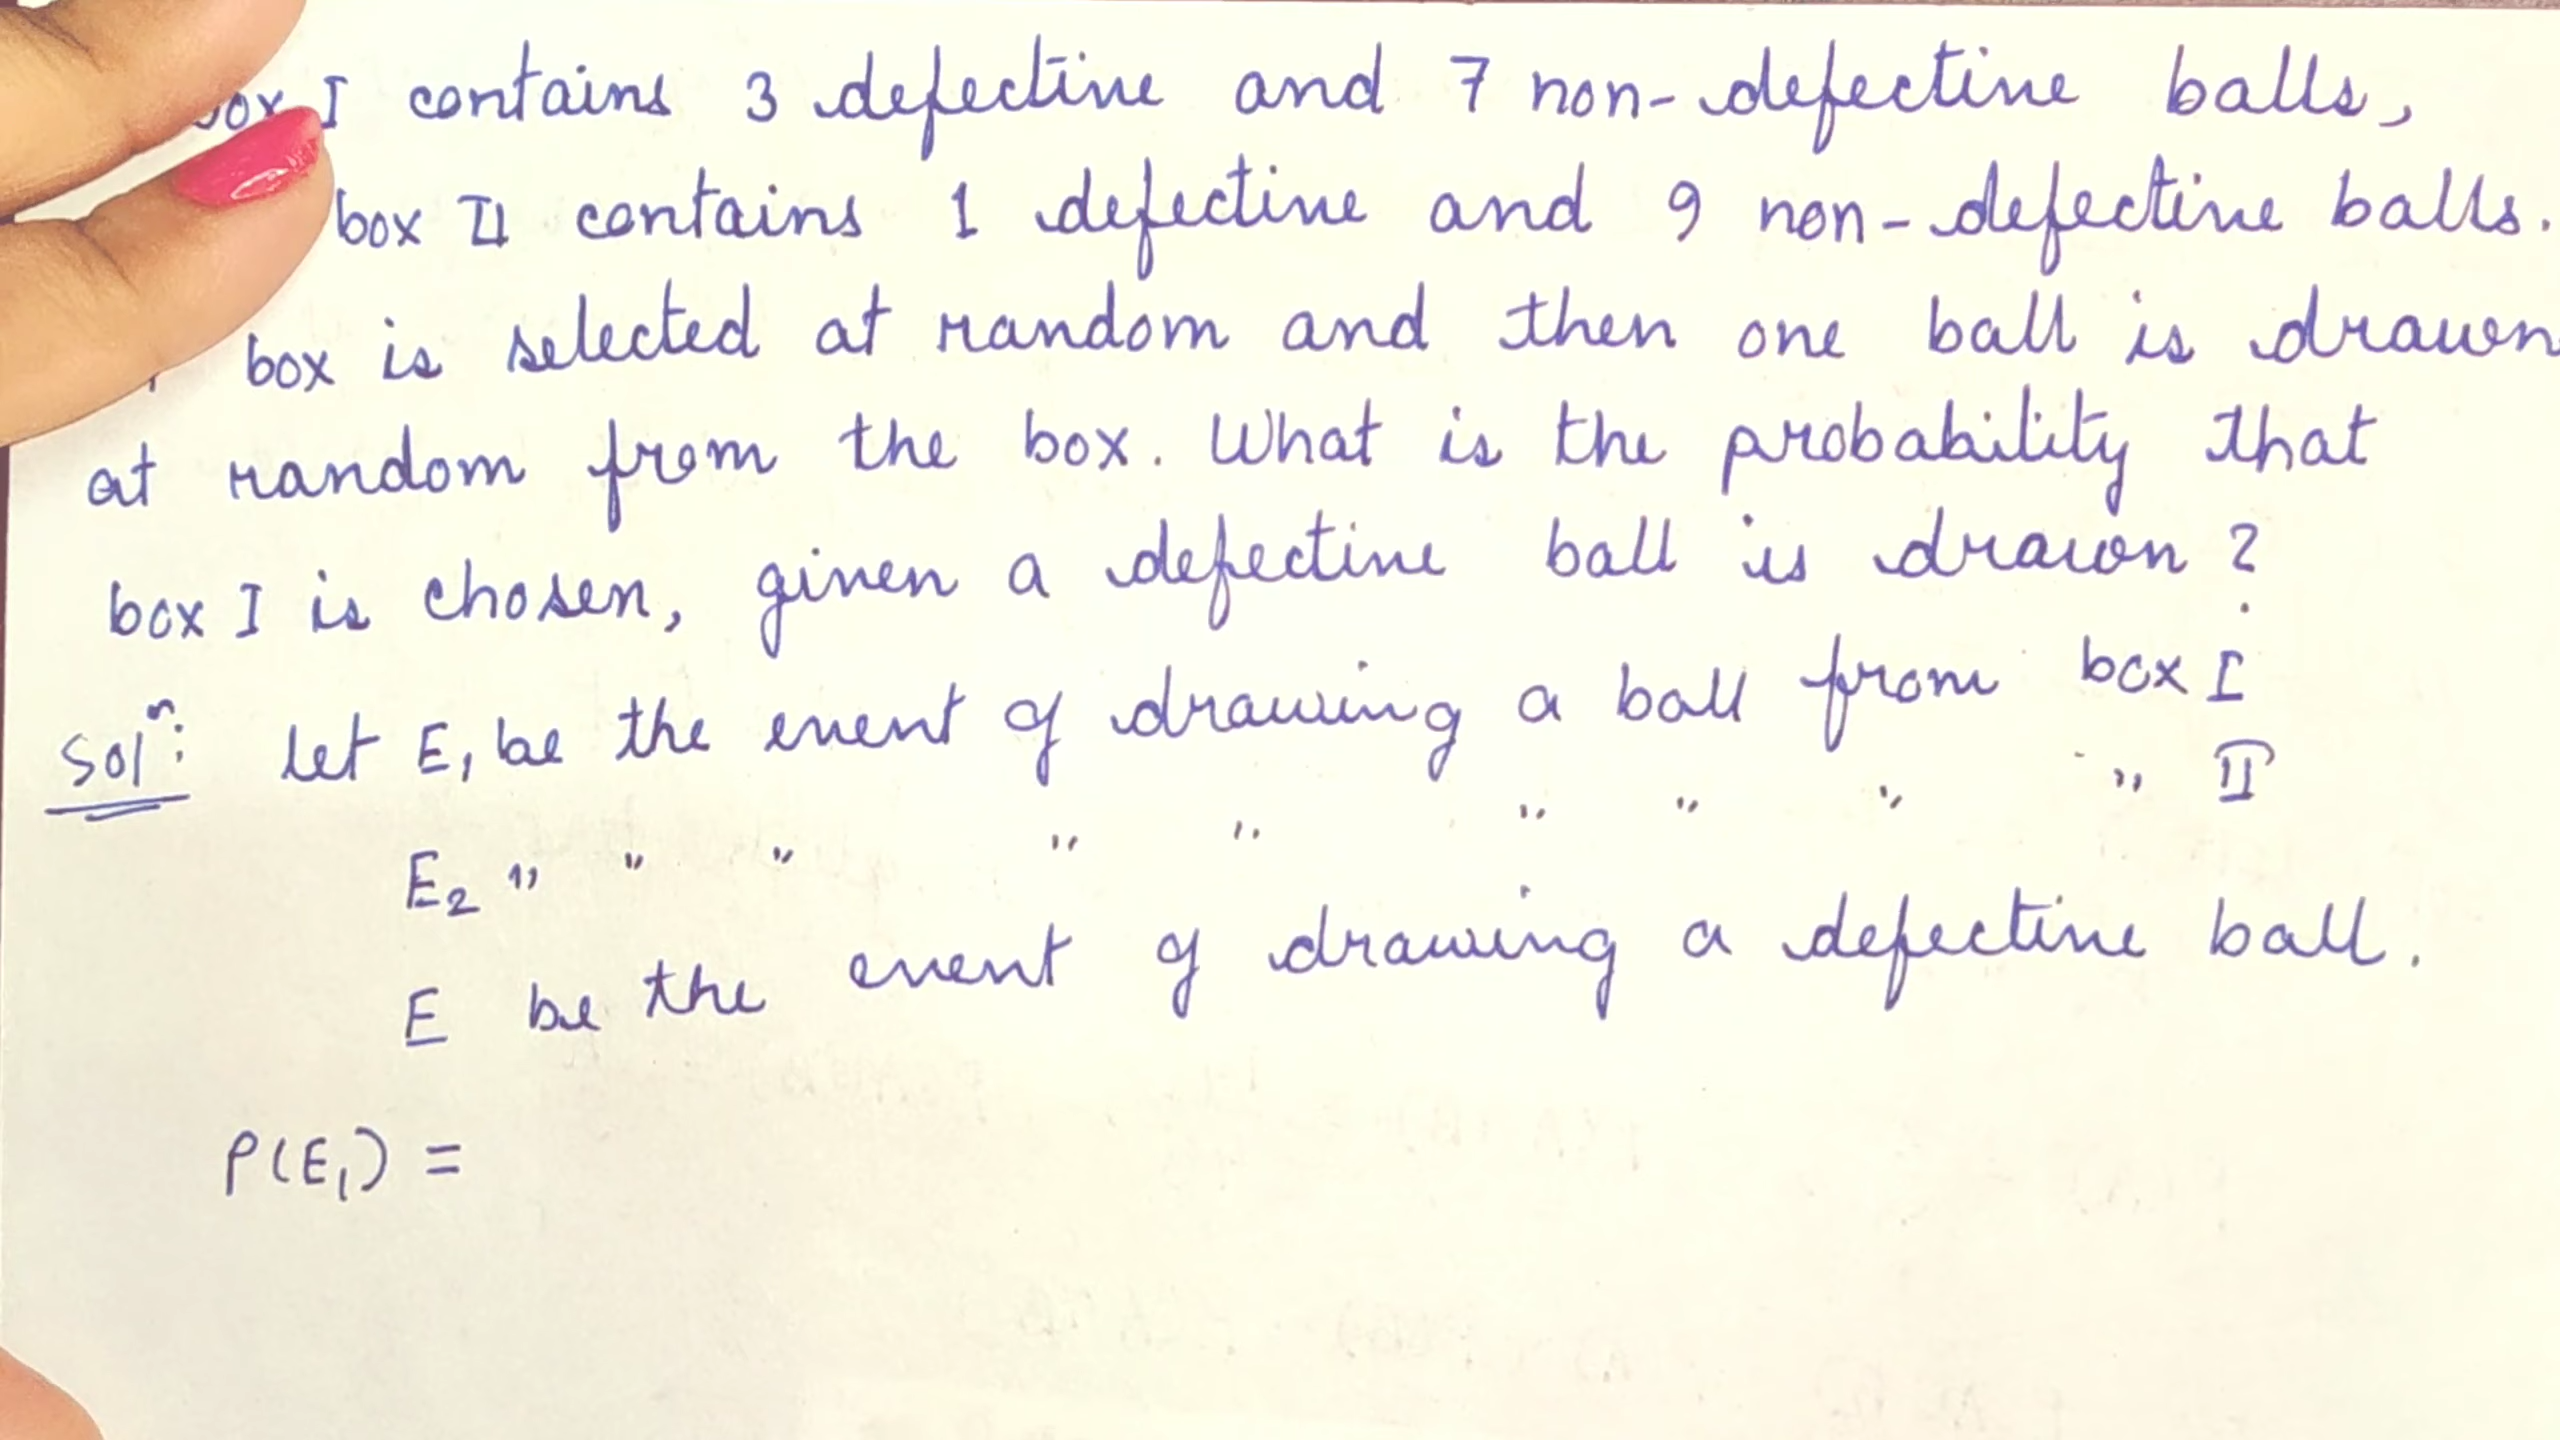 box I contains 3 defective and 7 non-defective balls,
box II contains 1 defective and 9 non-defective balls.
box is selected at random and then one ball is drawn
at random from the box. What is the probability that
box I is chosen, given a defective ball is drawn?
Solⁿ: let E₁ be the event of drawing a ball from box I
E₂ " " " " " " " " " II
E be the event of drawing a defective ball.
P(E₁) =